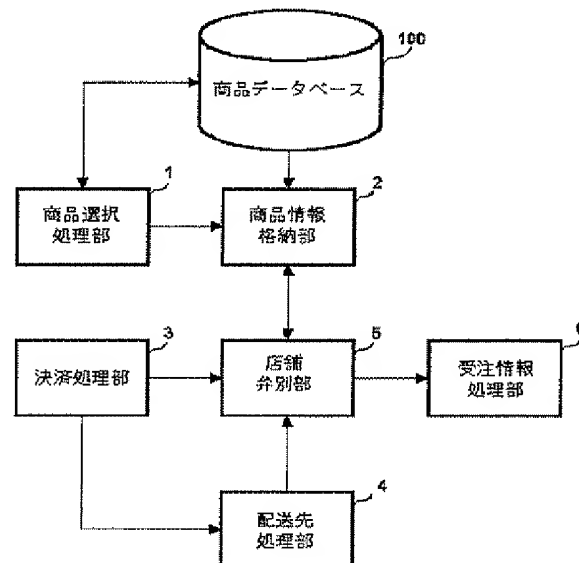 100
商品データベース
1
商品選択
処理部
2
商品情報
格納部
3
決済処理部
5
店舗
弁別部
6
受注情報
処理部
4
配送先
処理部